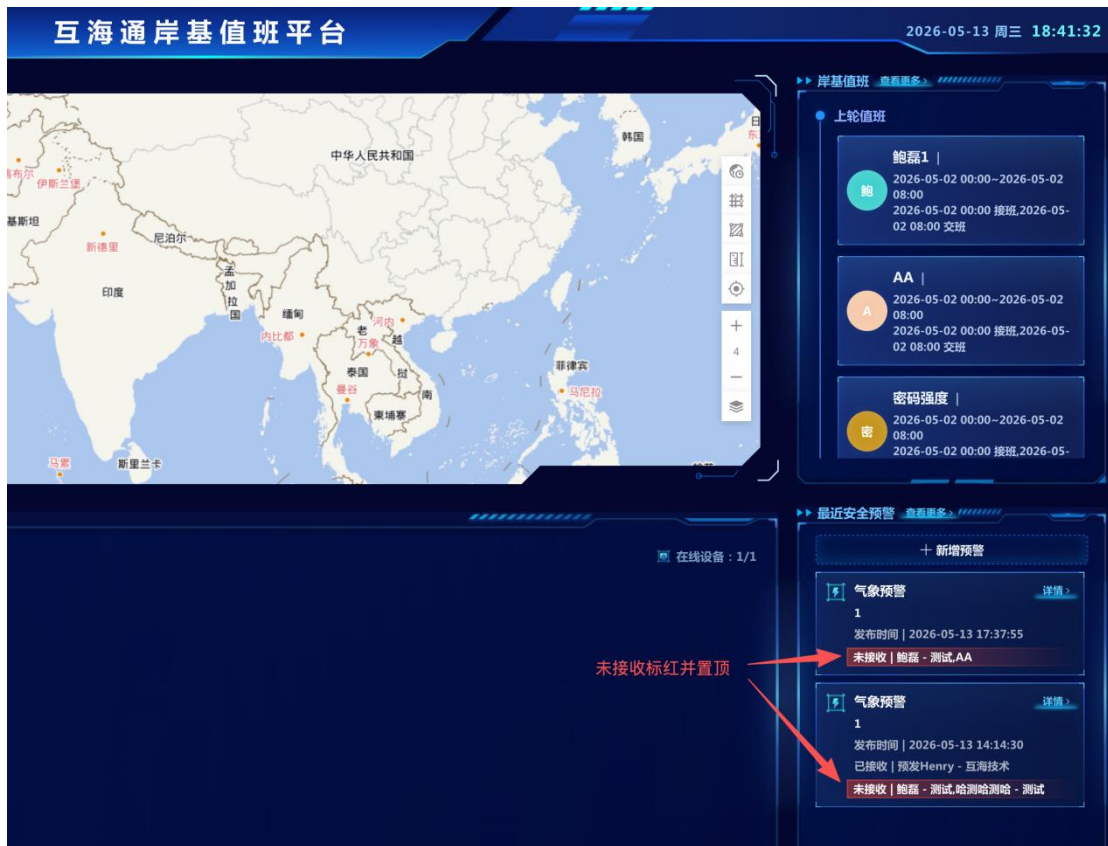 互海通岸基值班平台
2026-05-13 周三 18:41:32
岸基值班 查看更多
上轮值班
鲍磊1 |
鲍
2026-05-02 00:00~2026-05-02
08:00
2026-05-02 00:00 接班,2026-05-
02 08:00 交班
AA |
A
2026-05-02 00:00~2026-05-02
08:00
2026-05-02 00:00 接班,2026-05-
02 08:00 交班
密码强度 |
密
2026-05-02 00:00~2026-05-02
08:00
2026-05-02 00:00 接班,2026-05-
中华人民共和国
韩国
日
东
布尔
伊斯兰堡
基斯坦
新德里
尼泊尔
印度
孟加拉国
缅甸
内比都
老
河内
万象
越
泰国
挝
曼谷
南
柬埔寨
菲律宾
马尼拉
马累
斯里兰卡
4
最近安全预警 查看更多
在线设备：1/1
新增预警
气象预警 详情
1
发布时间 | 2026-05-13 17:37:55
未接收 | 鲍磊 - 测试,AA
未接收标红并置顶
气象预警 详情
1
发布时间 | 2026-05-13 14:14:30
已接收 | 预发Henry - 互海技术
未接收 | 鲍磊 - 测试,哈测哈测哈 - 测试